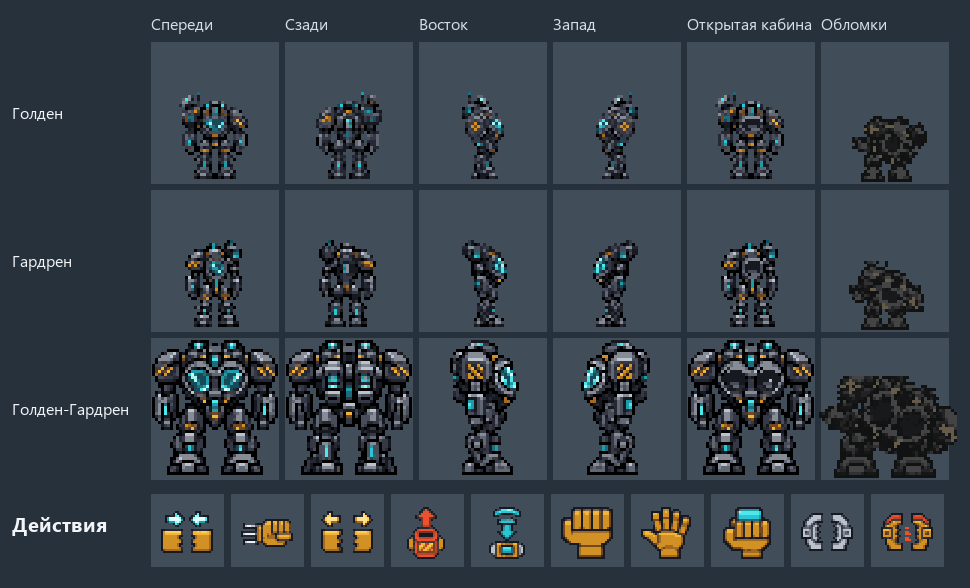 Спереди Сзади Восток Запад Открытая кабина Обломки
Голден
Гардрен
Голден-Гардрен
Действия